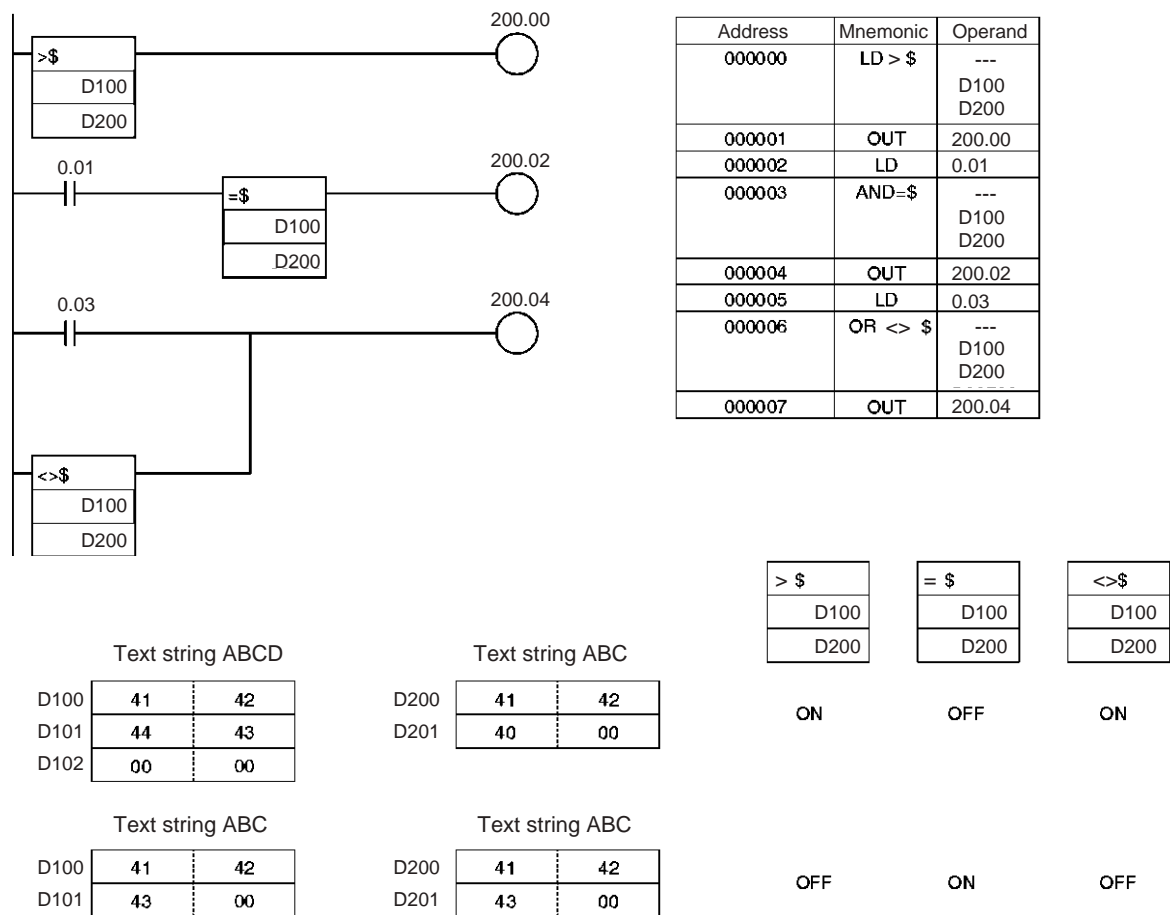 200.00
>$
D100
D200
0.01
200.02
=$
D100
D200
0.03
200.04
<>$
D100
D200
Address Mnemonic Operand
000000 LD > $ ---
D100
D200
000001 OUT 200.00
000002 LD 0.01
000003 AND=$ ---
D100
D200
000004 OUT 200.02
000005 LD 0.03
000006 OR <> $ ---
D100
D200
000007 OUT 200.04
> $ = $ <>$
D100 D100 D100
D200 D200 D200
Text string ABCD Text string ABC
D100 41 42 D200 41 42 ON OFF ON
D101 44 43 D201 40 00
D102 00 00
Text string ABC Text string ABC
D100 41 42 D200 41 42 OFF ON OFF
D101 43 00 D201 43 00